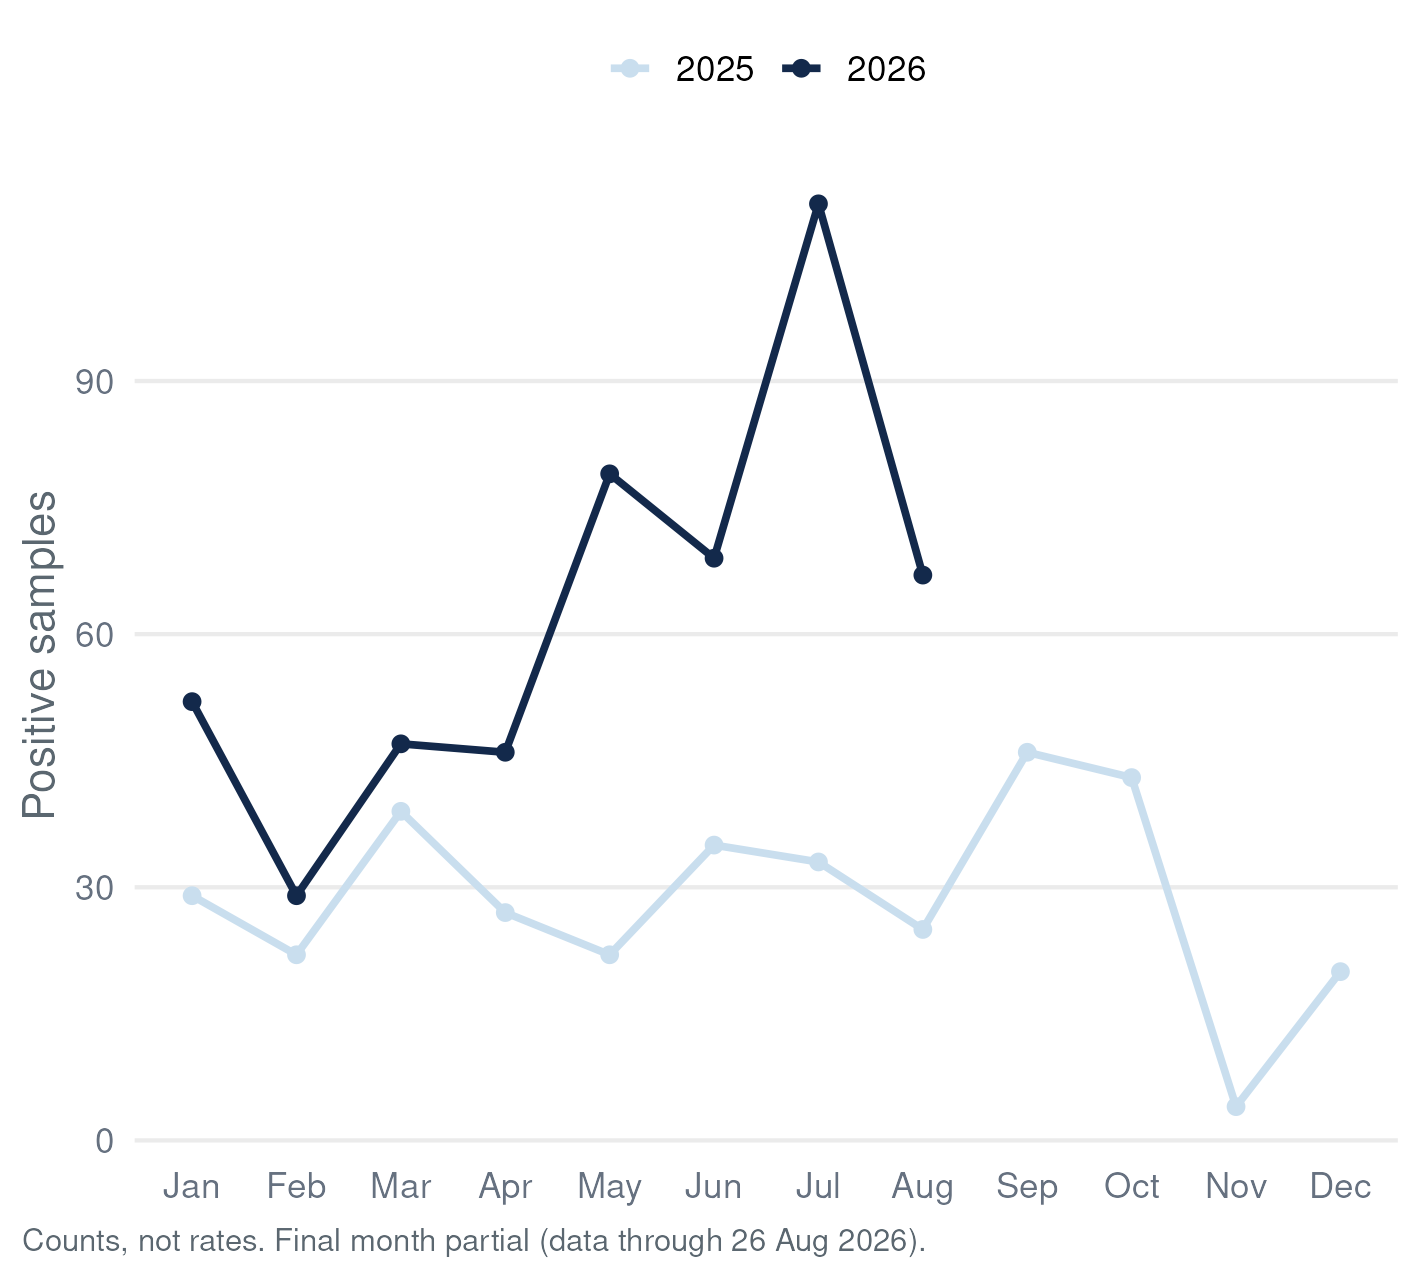 2025 2026
90
60
30
0
Positive samples
Jan Feb Mar Apr May Jun Jul Aug Sep Oct Nov Dec
Counts, not rates. Final month partial (data through 26 Aug 2026).